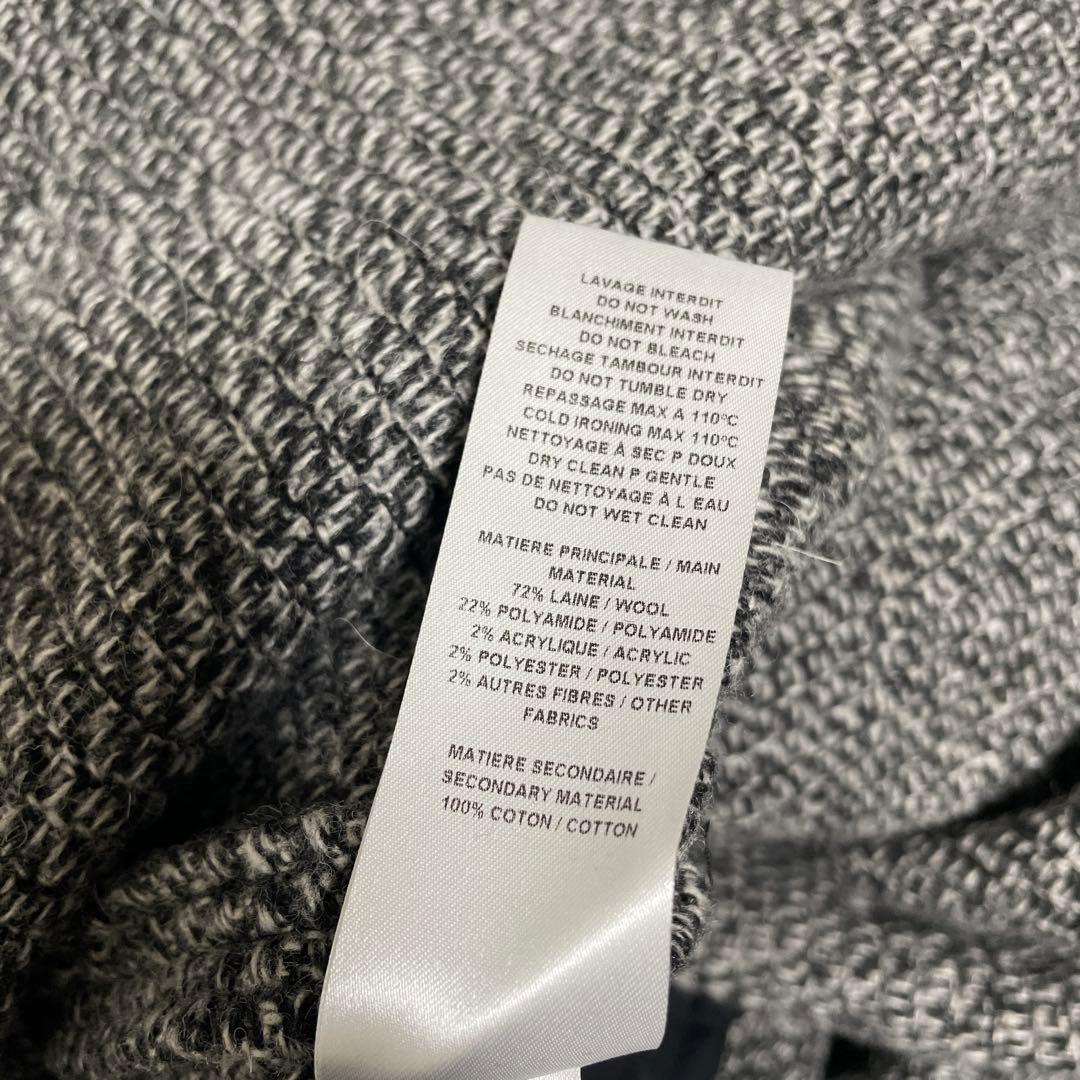 LAVAGE INTERDIT
DO NOT WASH
BLANCHIMENT INTERDIT
DO NOT BLEACH
SECHAGE TAMBOUR INTERDIT
DO NOT TUMBLE DRY
REPASSAGE MAX A 110°C
COLD IRONING MAX 110°C
NETTOYAGE À SEC P DOUX
DRY CLEAN P GENTLE
PAS DE NETTOYAGE À L EAU
DO NOT WET CLEAN
MATIERE PRINCIPALE / MAIN
MATERIAL
72% LAINE / WOOL
22% POLYAMIDE / POLYAMIDE
2% ACRYLIQUE / ACRYLIC
2% POLYESTER / POLYESTER
2% AUTRES FIBRES / OTHER
FABRICS
MATIERE SECONDAIRE /
SECONDARY MATERIAL
100% COTON / COTTON